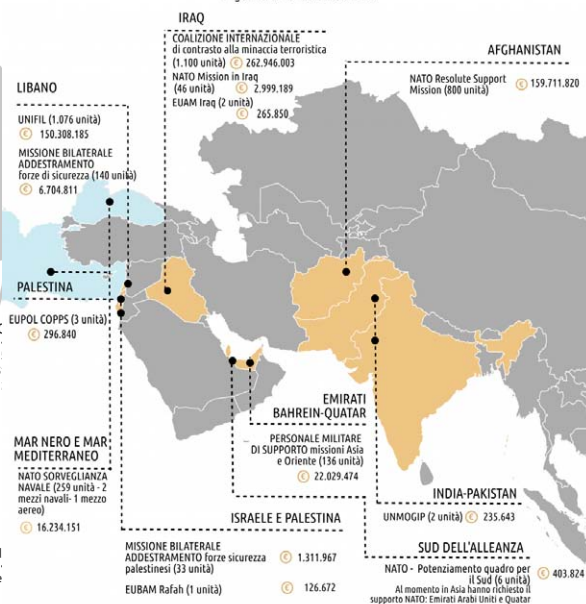 IRAQ
COALIZIONE INTERNAZIONALE
di contrasto alla minaccia terroristica
(1.100 unità) € 262.946.003
NATO Mission in Iraq
(46 unità) € 2.999.189
EUAM Iraq (2 unità)
€ 265.850
AFGHANISTAN
NATO Resolute Support
Mission (800 unità)
€ 159.711.820
LIBANO
UNIFIL (1.076 unità)
€ 150.308.185
MISSIONE BILATERALE
ADDESTRAMENTO
forze di sicurezza (140 unità)
€ 6.704.811
PALESTINA
EUPOL COPPS (3 unità)
€ 296.840
MAR NERO E MAR
MEDITERRANEO
NATO SORVEGLIANZA
NAVALE (259 unità - 2
mezzi navali- 1 mezzo
aereo)
€ 16.234.151
EMIRATI
BAHREIN-QUATAR
PERSONALE MILITARE
DI SUPPORTO missioni Asia
e Oriente (136 unità)
€ 22.029.474
ISRAELE E PALESTINA
MISSIONE BILATERALE
ADDESTRAMENTO forze sicurezza
palestinesi (33 unità)
€ 1.311.967
EUBAM Rafah (1 unità)
€ 126.672
INDIA-PAKISTAN
UNMOGIP (2 unità) € 235.643
SUD DELL'ALLEANZA
NATO - Potenziamento quadro per
il Sud (6 unità)
€ 403.824
Al momento in Asia hanno richiesto il
supporto NATO: Emirati Arabi Uniti e Quatar